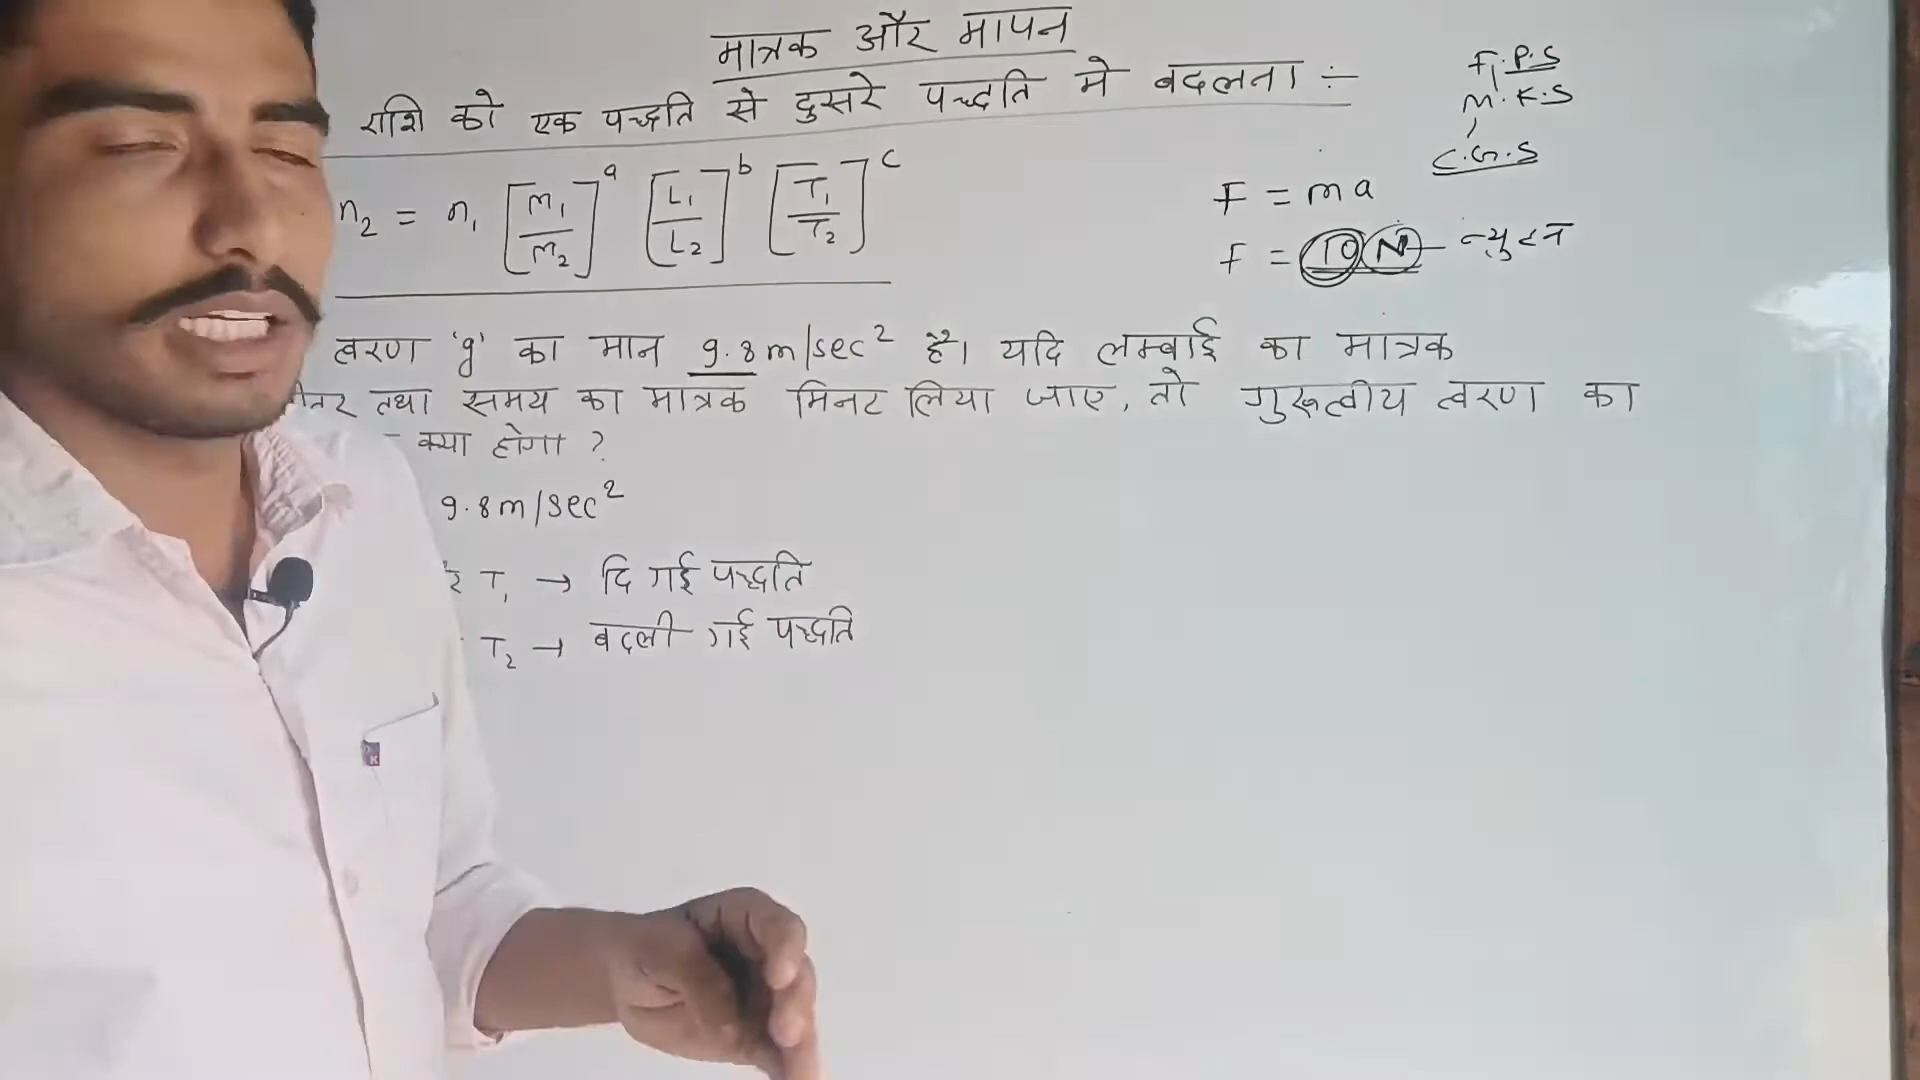 मात्रक और मापन
राशि को एक पद्धति से दुसरे पद्धति मे बदलना :-
F.P.S
M.K.S
C.G.S
n₂ = n₁ [M₁/M₂]ᵃ [L₁/L₂]ᵇ [T₁/T₂]ᶜ
F = ma
F = 10 N — न्युटन
त्वरण 'g' का मान 9.8 m/sec² है। यदि लम्बाई का मात्रक
तथा समय का मात्रक मिनट लिया जाए, तो गुरूत्वीय त्वरण का
क्या होगा ?
9.8 m/sec²
T₁ → दि गई पद्धति
T₂ → बदली गई पद्धति